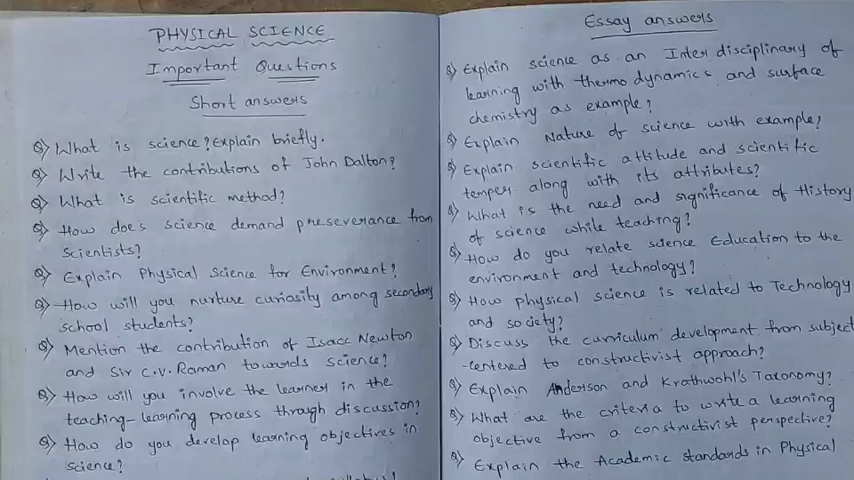 PHYSICAL SCIENCE
Important Questions
Short answers
Q) What is science? Explain briefly.
Q) Write the contributions of John Dalton?
Q) What is scientific method?
Q) How does science demand preseverance from
scientists?
Q) Explain Physical science for Environment?
Q) How will you nurture curiosity among secondary
school students?
Q) Mention the contribution of Isacc Newton
and Sir C.V. Raman towards science?
Q) How will you involve the learner in the
teaching-learning process through discussion?
Q) How do you develop learning objectives in
science?
Essay answers
Q) Explain science as an Inter disciplinary of
learning with thermo dynamics and surface
chemistry as example?
Q) Explain Nature of science with example?
Q) Explain scientific attitude and scientific
temper along with its attributes?
Q) What is the need and significance of History
of science while teaching?
Q) How do you relate science Education to the
environment and technology?
Q) How physical science is related to Technology
and society?
Q) Discuss the curriculum development from subject
-centered to constructivist approach?
Q) Explain Anderson and Krathwohl's Taxonomy?
Q) What are the criteria to write a learning
objective from a constructivist perspective?
Q) Explain the Academic standards in Physical